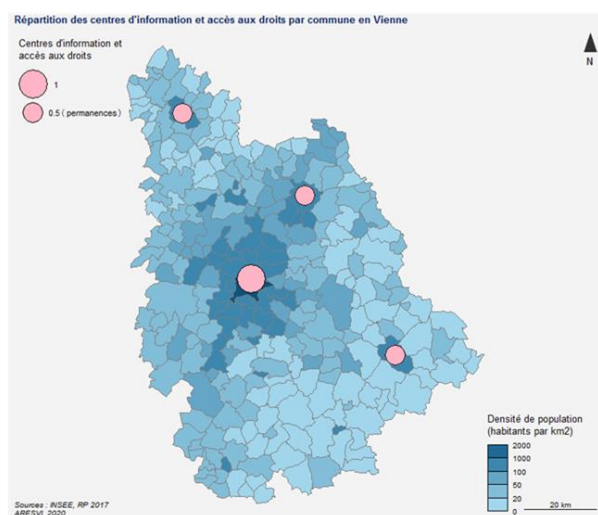 Répartition des centres d'information et accès aux droits par commune en Vienne
Centres d'information et
accès aux droits
1
0.5 ( permanences )
N
Densité de population
(habitants par km2)
2000
1000
100
50
20
0
20 km
Sources : INSEE, RP 2017
ARESVI, 2020